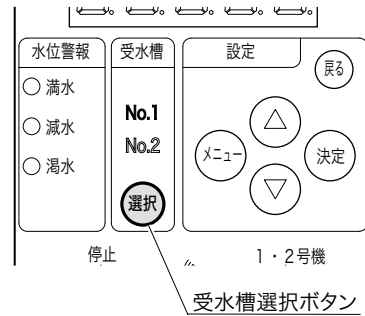 水位警報
満水
減水
渇水
受水槽
No.1
No.2
選択
設定
戻る
メニュー
決定
停止
1・2号機
受水槽選択ボタン